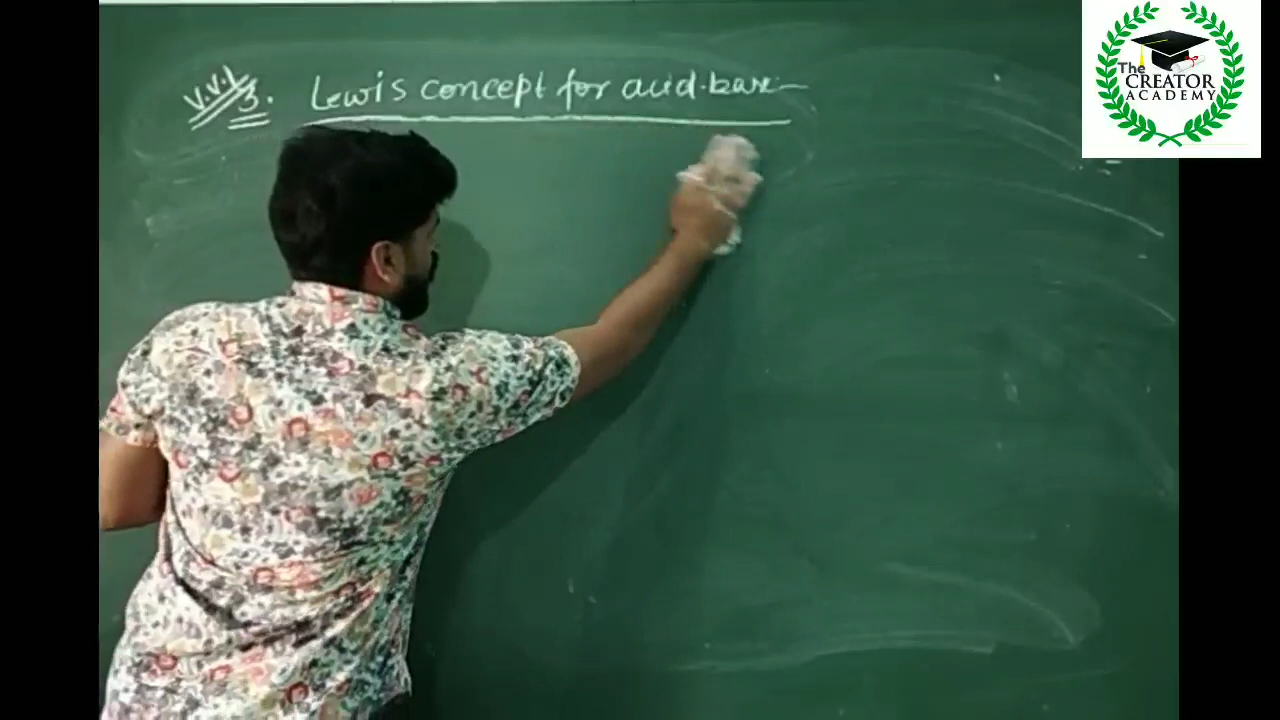 V.V.I 3. Lewis concept for acid-base:-
The
CREATOR
ACADEMY